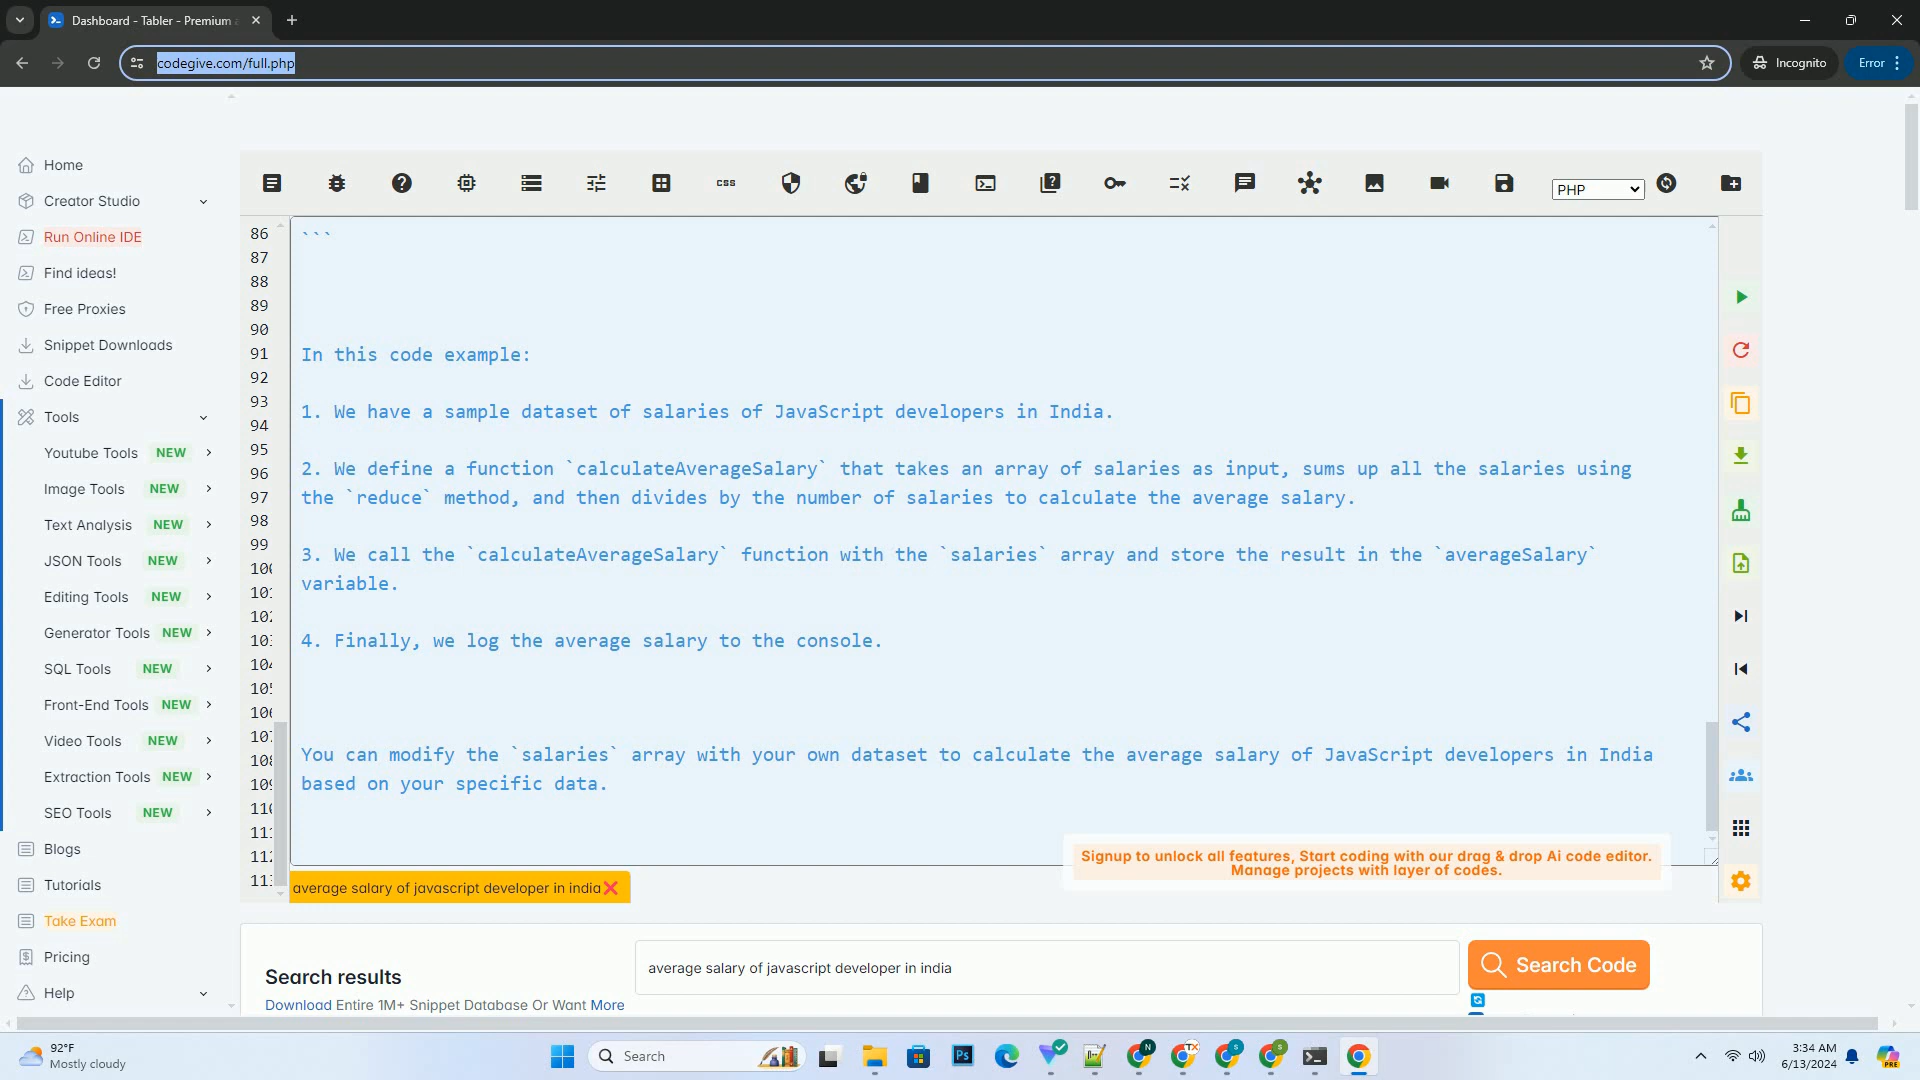 Dashboard - Tabler - Premium
codegive.com/full.php
Incognito
Error
Home
Creator Studio
Run Online IDE
Find ideas!
Free Proxies
Snippet Downloads
Code Editor
Tools
Youtube Tools NEW
Image Tools NEW
Text Analysis NEW
JSON Tools NEW
Editing Tools NEW
Generator Tools NEW
SQL Tools NEW
Front-End Tools NEW
Video Tools NEW
Extraction Tools NEW
SEO Tools NEW
Blogs
Tutorials
Take Exam
Pricing
Help
css
PHP
86
87
88
89
90
91
92
93
94
95
96
97
98
99
```
In this code example:
1. We have a sample dataset of salaries of JavaScript developers in India.
2. We define a function `calculateAverageSalary` that takes an array of salaries as input, sums up all the salaries using
the `reduce` method, and then divides by the number of salaries to calculate the average salary.
3. We call the `calculateAverageSalary` function with the `salaries` array and store the result in the `averageSalary`
variable.
4. Finally, we log the average salary to the console.
You can modify the `salaries` array with your own dataset to calculate the average salary of JavaScript developers in India
based on your specific data.
Signup to unlock all features, Start coding with our drag & drop Ai code editor.
Manage projects with layer of codes.
average salary of javascript developer in india
Search results
average salary of javascript developer in india
Search Code
Download Entire 1M+ Snippet Database Or Want More
92°F
Mostly cloudy
Search
Ps
N
TX
S
S
PRE
3:34 AM
6/13/2024